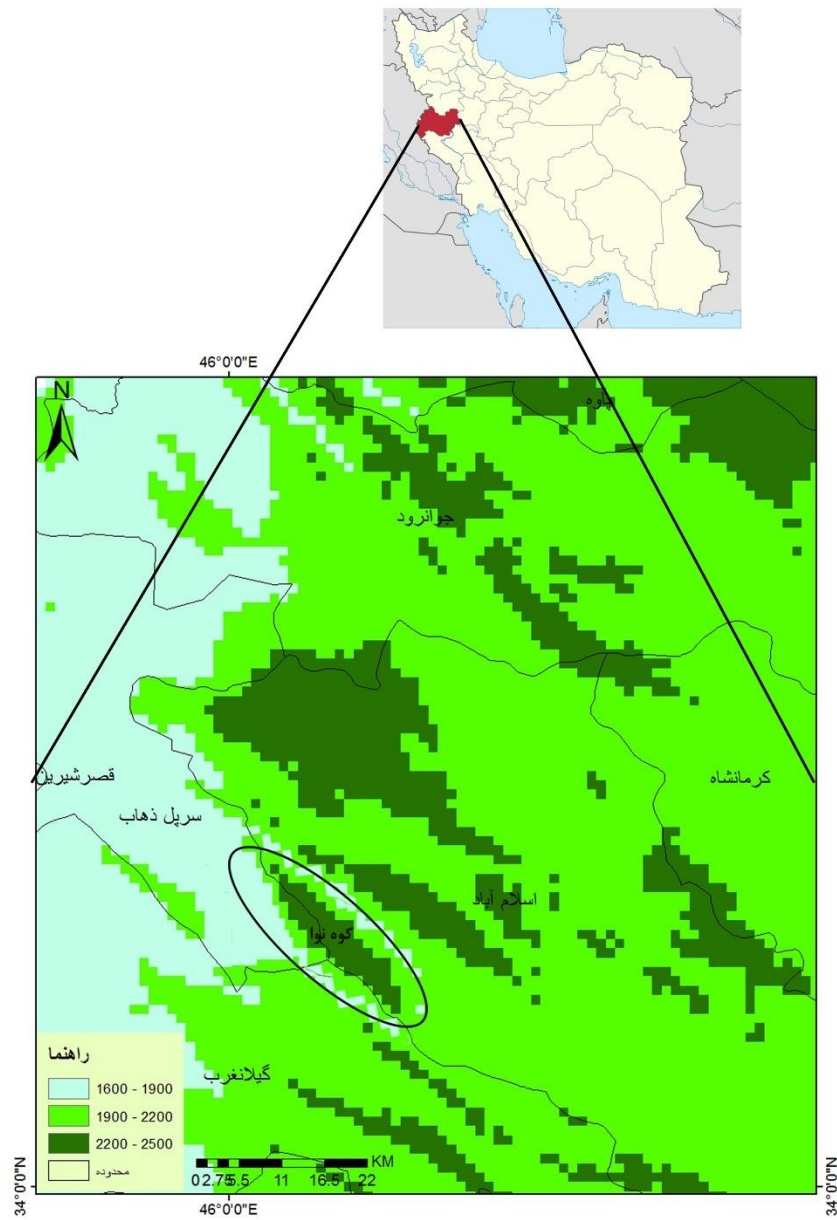 46°0'0"E
N
پاوه
جوانرود
قصرشیرین
کرمانشاه
سرپل ذهاب
اسلام آباد
کوه نوا
گیلانغرب
راهنما
1600 - 1900
1900 - 2200
2200 - 2500
محدوده
KM
0 2.75 5.5 11 16.5 22
34°0'0"N
34°0'0"N
46°0'0"E